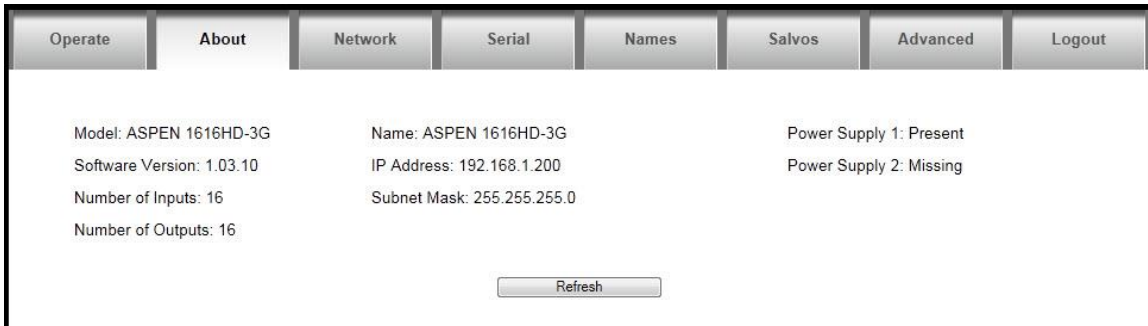 Operate About Network Serial Names Salvos Advanced Logout
Model: ASPEN 1616HD-3G Name: ASPEN 1616HD-3G Power Supply 1: Present
Software Version: 1.03.10 IP Address: 192.168.1.200 Power Supply 2: Missing
Number of Inputs: 16 Subnet Mask: 255.255.255.0
Number of Outputs: 16
Refresh